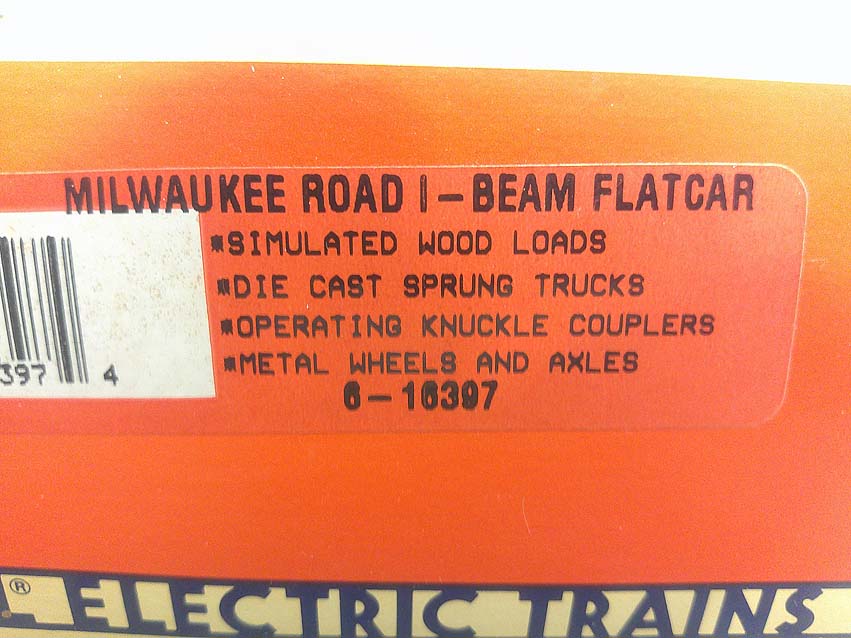 MILWAUKEE ROAD I-BEAM FLATCAR
*SIMULATED WOOD LOADS
*DIE CAST SPRUNG TRUCKS
*OPERATING KNUCKLE COUPLERS
*METAL WHEELS AND AXLES
6-16397
397 4
® ELECTRIC TRAINS